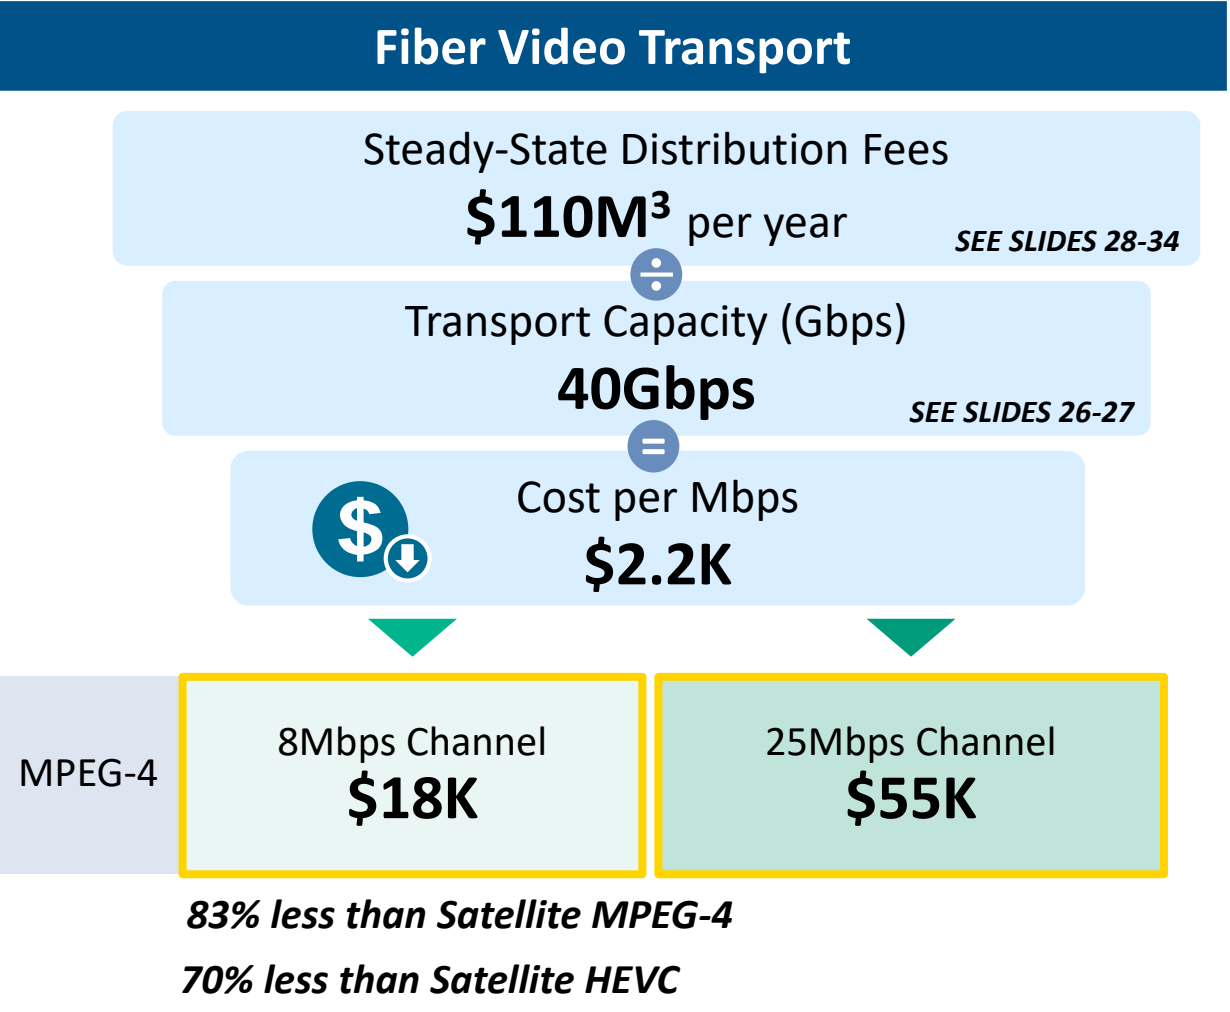 Fiber Video Transport
Steady-State Distribution Fees
$110M³ per year
SEE SLIDES 28-34
÷
Transport Capacity (Gbps)
40Gbps
SEE SLIDES 26-27
=
$
Cost per Mbps
$2.2K
MPEG-4
8Mbps Channel
$18K
25Mbps Channel
$55K
83% less than Satellite MPEG-4
70% less than Satellite HEVC